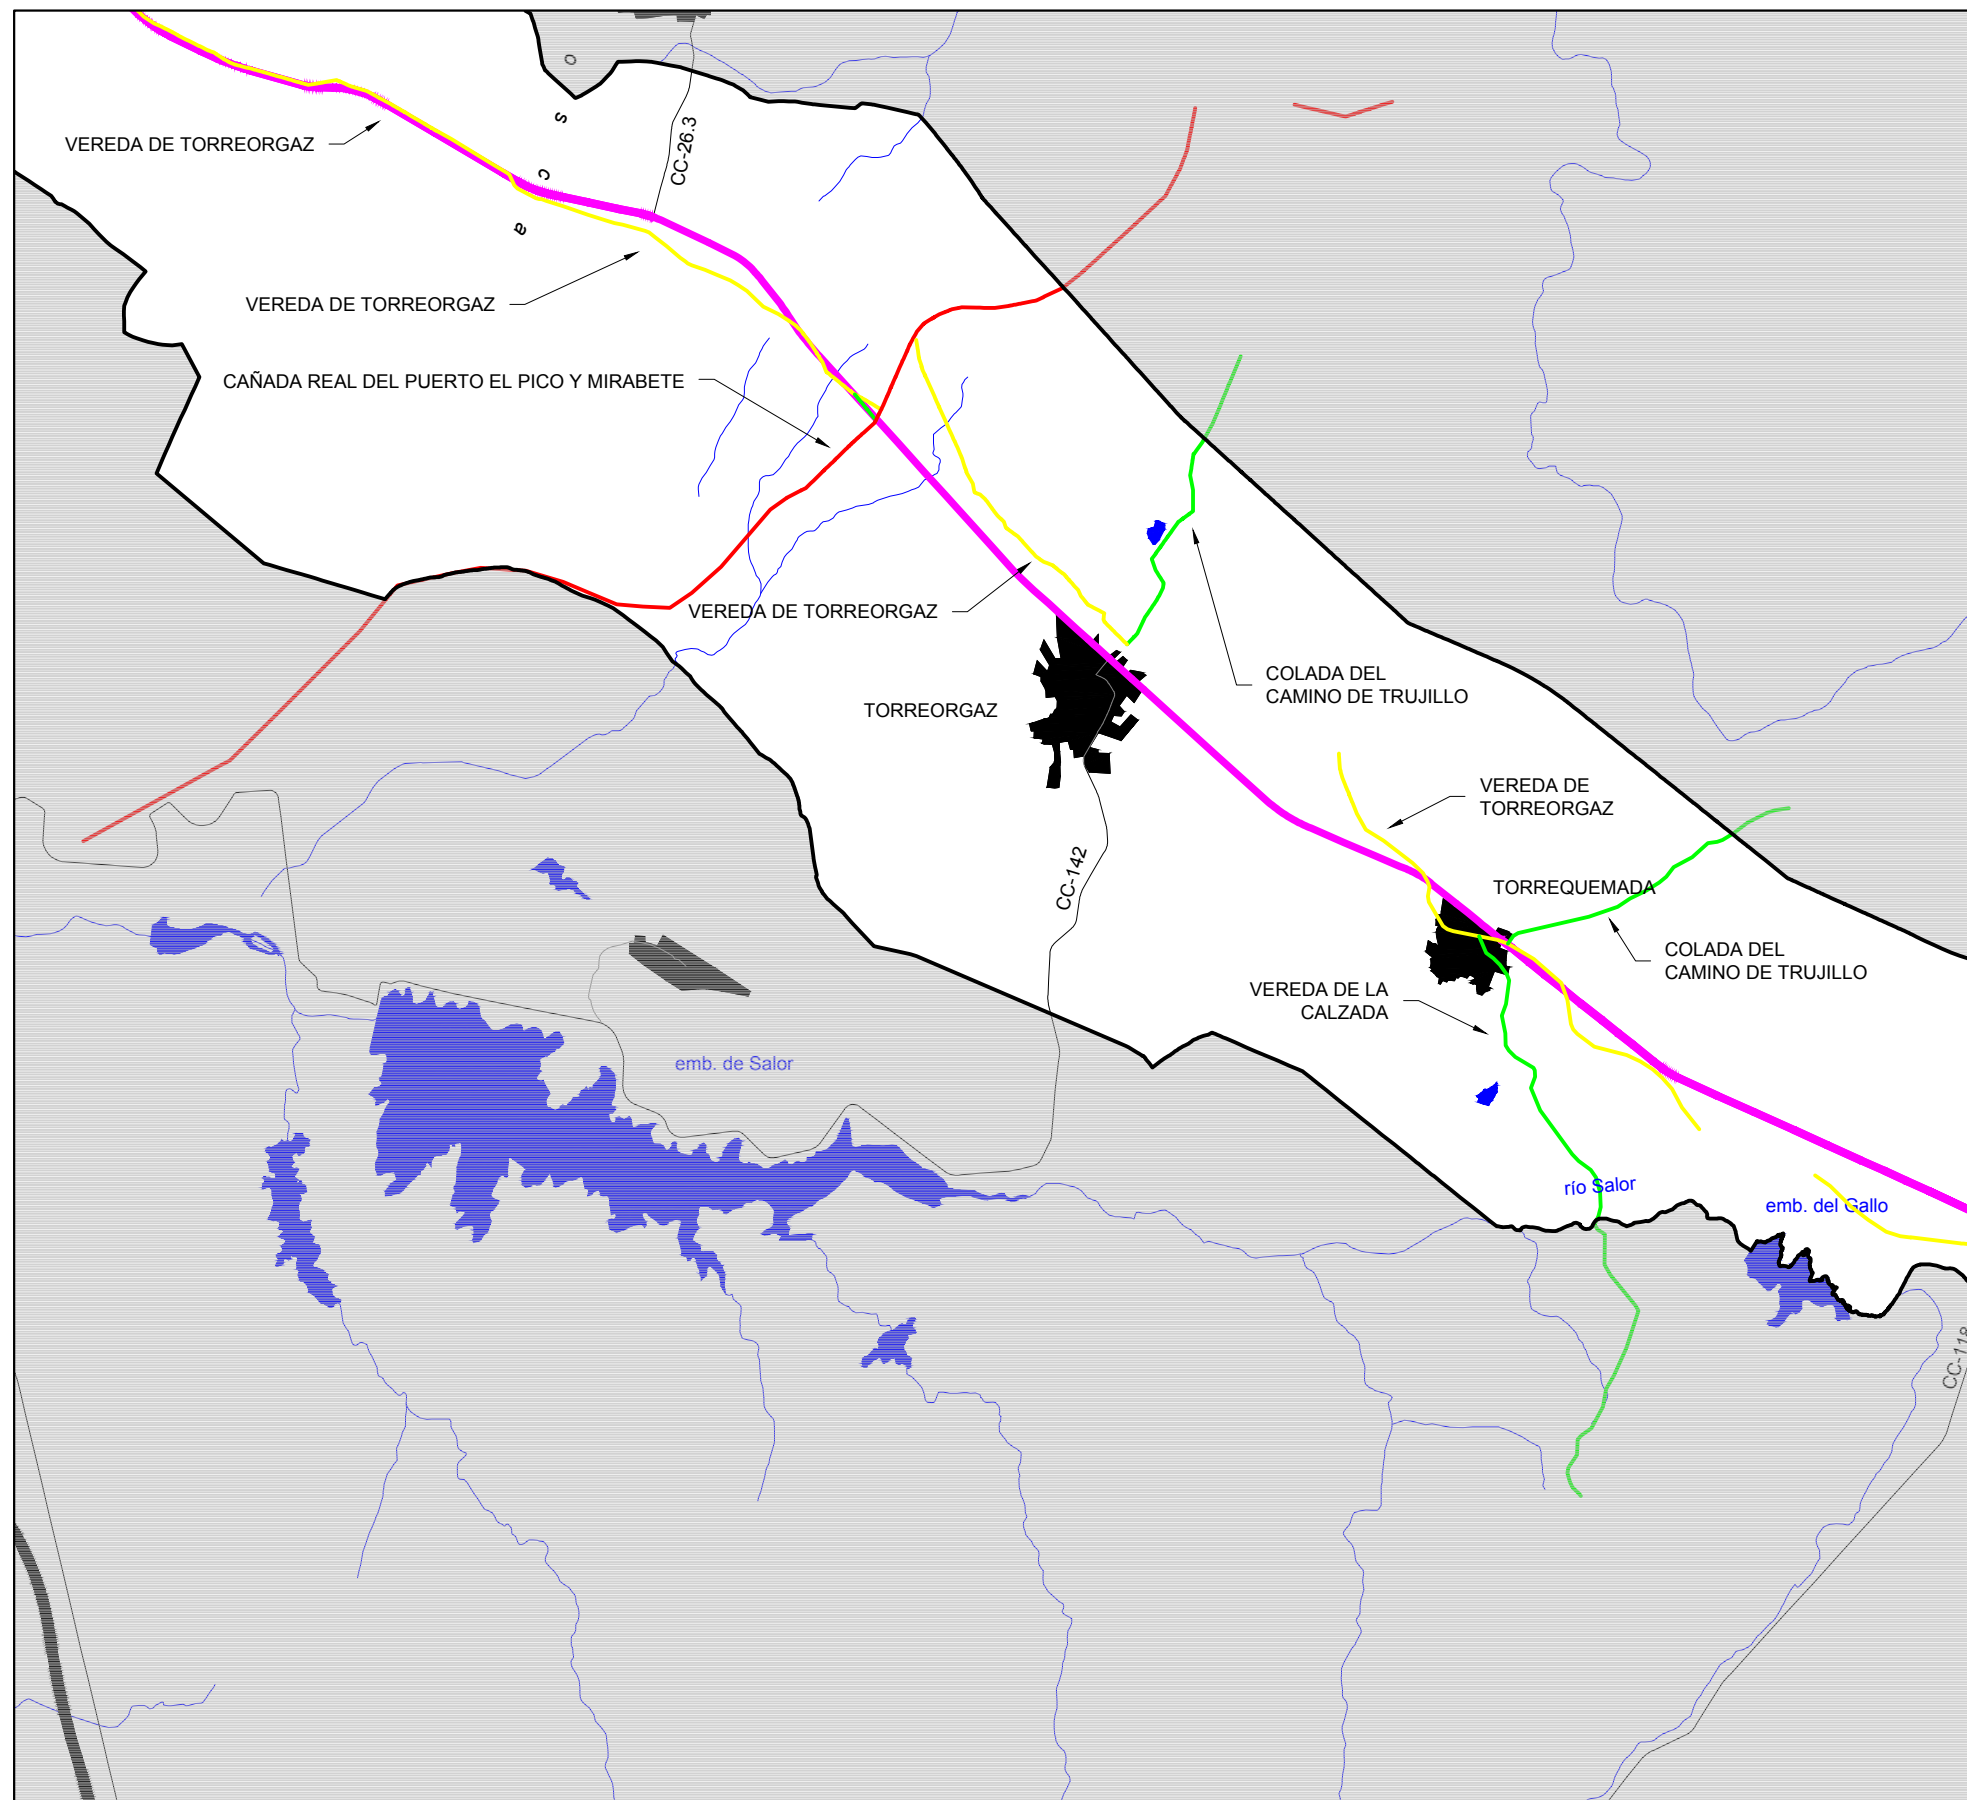 o
s
c
a
CC-26.3
VEREDA DE TORREORGAZ
VEREDA DE TORREORGAZ
CAÑADA REAL DEL PUERTO EL PICO Y MIRABETE
VEREDA DE TORREORGAZ
COLADA DEL
CAMINO DE TRUJILLO
TORREORGAZ
VEREDA DE
TORREORGAZ
CC-142
TORREQUEMADA
COLADA DEL
CAMINO DE TRUJILLO
VEREDA DE LA
CALZADA
emb. de Salor
río Salor
emb. del Gallo
CC-118